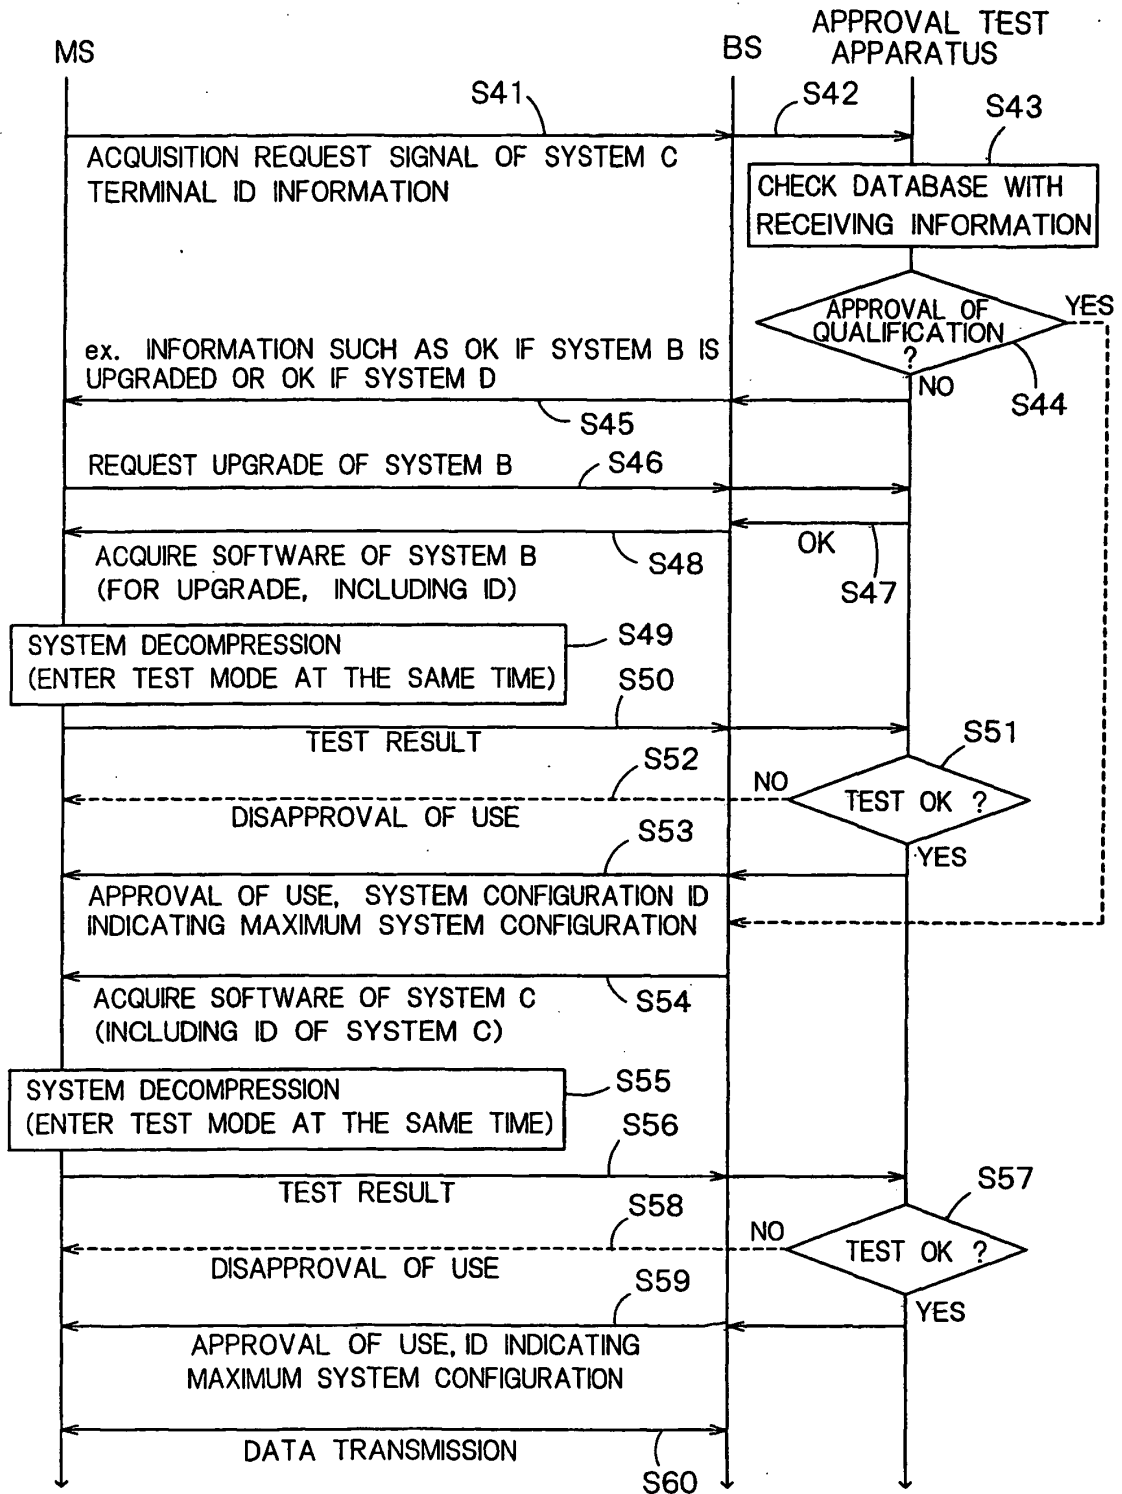 MS
BS
APPROVAL TEST
APPARATUS
S41
S42
S43
ACQUISITION REQUEST SIGNAL OF SYSTEM C
TERMINAL ID INFORMATION
CHECK DATABASE WITH
RECEIVING INFORMATION
APPROVAL OF
QUALIFICATION
?
YES
NO
S44
ex. INFORMATION SUCH AS OK IF SYSTEM B IS
UPGRADED OR OK IF SYSTEM D
S45
REQUEST UPGRADE OF SYSTEM B
S46
OK
S47
S48
ACQUIRE SOFTWARE OF SYSTEM B
(FOR UPGRADE, INCLUDING ID)
SYSTEM DECOMPRESSION
(ENTER TEST MODE AT THE SAME TIME)
S49
S50
TEST RESULT
S51
TEST OK ?
NO
YES
S52
DISAPPROVAL OF USE
S53
APPROVAL OF USE, SYSTEM CONFIGURATION ID
INDICATING MAXIMUM SYSTEM CONFIGURATION
S54
ACQUIRE SOFTWARE OF SYSTEM C
(INCLUDING ID OF SYSTEM C)
SYSTEM DECOMPRESSION
(ENTER TEST MODE AT THE SAME TIME)
S55
S56
TEST RESULT
S57
TEST OK ?
NO
YES
S58
DISAPPROVAL OF USE
S59
APPROVAL OF USE, ID INDICATING
MAXIMUM SYSTEM CONFIGURATION
DATA TRANSMISSION
S60